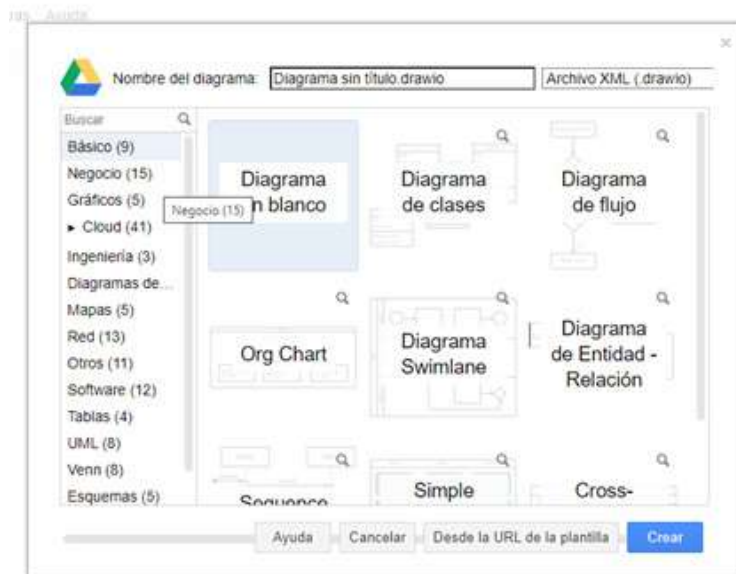 Ayuda
Nombre del diagrama:
Diagrama sin título.drawio
Archivo XML (.drawio)
Buscar
Básico (9)
Negocio (15)
Gráficos (5)
Negocio (15)
Cloud (41)
Ingeniería (3)
Diagramas de...
Mapas (5)
Red (13)
Otros (11)
Software (12)
Tablas (4)
UML (8)
Venn (8)
Esquemas (5)
Diagrama
n blanco
Diagrama
de clases
Diagrama
de flujo
Org Chart
Diagrama
Swimlane
Diagrama
de Entidad -
Relación
Sequence
Simple
Cross-
Ayuda
Cancelar
Desde la URL de la plantilla
Crear